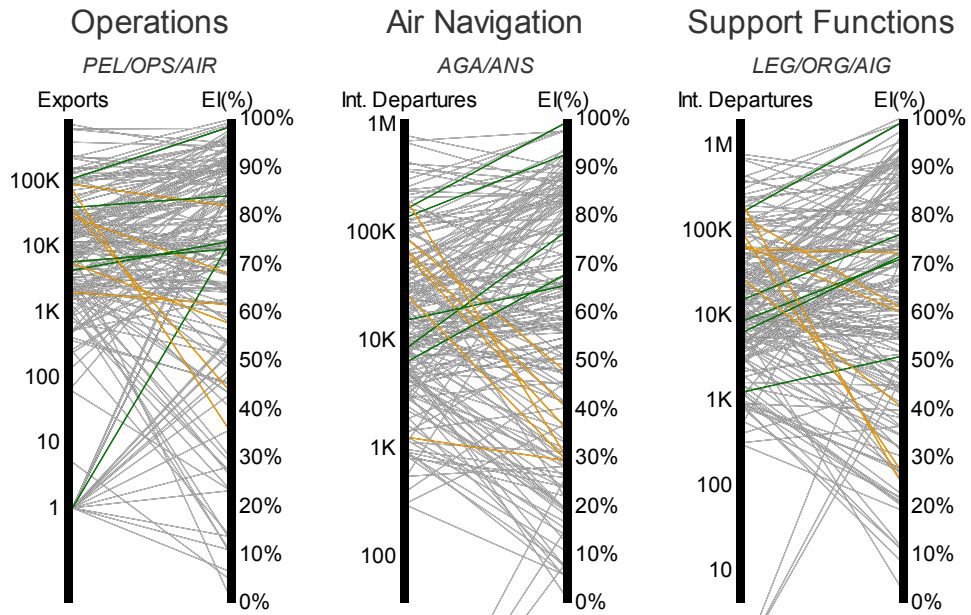 Operations
PEL/OPS/AIR
Exports
EI(%)
100K
10K
1K
100
10
1
100%
90%
80%
70%
60%
50%
40%
30%
20%
10%
0%
Air Navigation
AGA/ANS
Int. Departures
EI(%)
1M
100K
10K
1K
100
100%
90%
80%
70%
60%
50%
40%
30%
20%
10%
0%
Support Functions
LEG/ORG/AIG
Int. Departures
EI(%)
1M
100K
10K
1K
100
10
100%
90%
80%
70%
60%
50%
40%
30%
20%
10%
0%